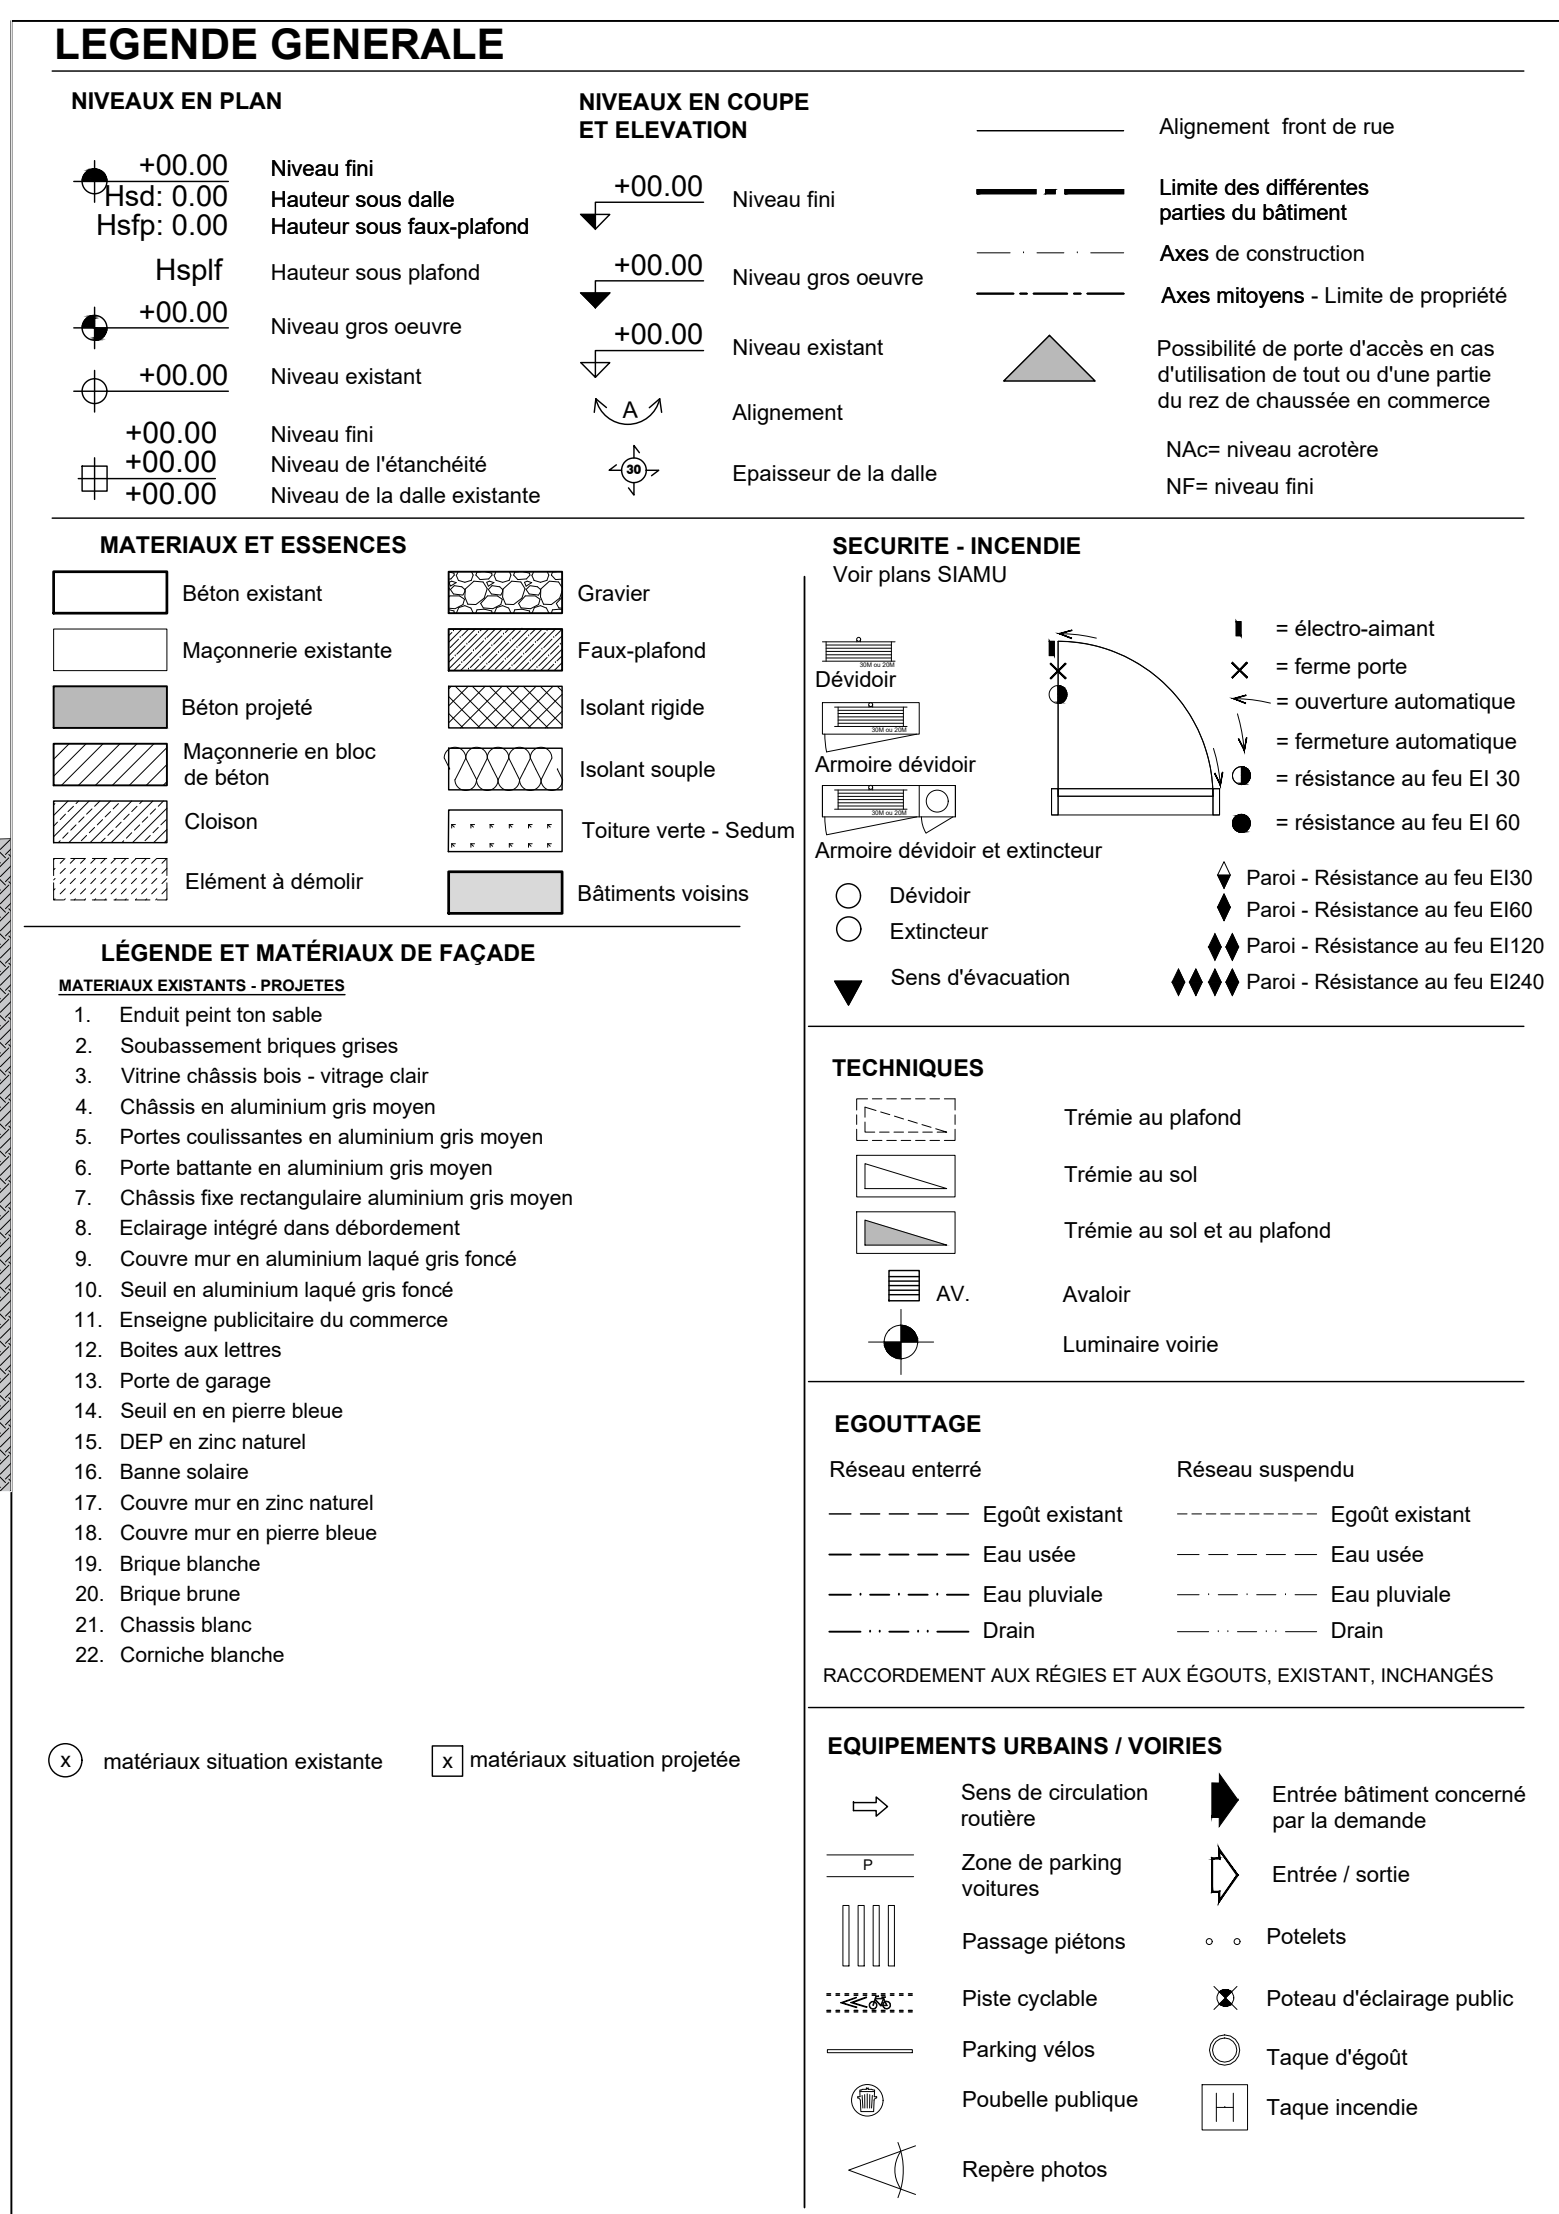 LEGENDE GENERALE
NIVEAUX EN PLAN
+00.00 Niveau fini
Hsd: 0.00 Hauteur sous dalle
Hsfp: 0.00 Hauteur sous faux-plafond
Hsplf Hauteur sous plafond
+00.00 Niveau gros oeuvre
+00.00 Niveau existant
+00.00 Niveau fini
+00.00 Niveau de l'étanchéité
+00.00 Niveau de la dalle existante
NIVEAUX EN COUPE
ET ELEVATION
+00.00 Niveau fini
+00.00 Niveau gros oeuvre
+00.00 Niveau existant
A Alignement
30 Epaisseur de la dalle
Alignement front de rue
Limite des différentes
parties du bâtiment
Axes de construction
Axes mitoyens - Limite de propriété
Possibilité de porte d'accès en cas
d'utilisation de tout ou d'une partie
du rez de chaussée en commerce
NAc= niveau acrotère
NF= niveau fini
MATERIAUX ET ESSENCES
Béton existant
Maçonnerie existante
Béton projeté
Maçonnerie en bloc
de béton
Cloison
Elément à démolir
Gravier
Faux-plafond
Isolant rigide
Isolant souple
Toiture verte - Sedum
Bâtiments voisins
LÉGENDE ET MATÉRIAUX DE FAÇADE
MATERIAUX EXISTANTS - PROJETES
1. Enduit peint ton sable
2. Soubassement briques grises
3. Vitrine châssis bois - vitrage clair
4. Châssis en aluminium gris moyen
5. Portes coulissantes en aluminium gris moyen
6. Porte battante en aluminium gris moyen
7. Châssis fixe rectangulaire aluminium gris moyen
8. Eclairage intégré dans débordement
9. Couvre mur en aluminium laqué gris foncé
10. Seuil en aluminium laqué gris foncé
11. Enseigne publicitaire du commerce
12. Boites aux lettres
13. Porte de garage
14. Seuil en en pierre bleue
15. DEP en zinc naturel
16. Banne solaire
17. Couvre mur en zinc naturel
18. Couvre mur en pierre bleue
19. Brique blanche
20. Brique brune
21. Chassis blanc
22. Corniche blanche
x matériaux situation existante
x matériaux situation projetée
SECURITE - INCENDIE
Voir plans SIAMU
30M ou 20M
Dévidoir
30M ou 20M
Armoire dévidoir
30M ou 20M
Armoire dévidoir et extincteur
Dévidoir
Extincteur
Sens d'évacuation
= électro-aimant
= ferme porte
= ouverture automatique
= fermeture automatique
= résistance au feu EI 30
= résistance au feu EI 60
Paroi - Résistance au feu EI30
Paroi - Résistance au feu EI60
Paroi - Résistance au feu EI120
Paroi - Résistance au feu EI240
TECHNIQUES
Trémie au plafond
Trémie au sol
Trémie au sol et au plafond
AV. Avaloir
Luminaire voirie
EGOUTTAGE
Réseau enterré
Egoût existant
Eau usée
Eau pluviale
Drain
Réseau suspendu
Egoût existant
Eau usée
Eau pluviale
Drain
RACCORDEMENT AUX RÉGIES ET AUX ÉGOUTS, EXISTANT, INCHANGÉS
EQUIPEMENTS URBAINS / VOIRIES
Sens de circulation
routière
P Zone de parking
voitures
Passage piétons
Piste cyclable
Parking vélos
Poubelle publique
Repère photos
Entrée bâtiment concerné
par la demande
Entrée / sortie
Potelets
Poteau d'éclairage public
Taque d'égoût
H Taque incendie